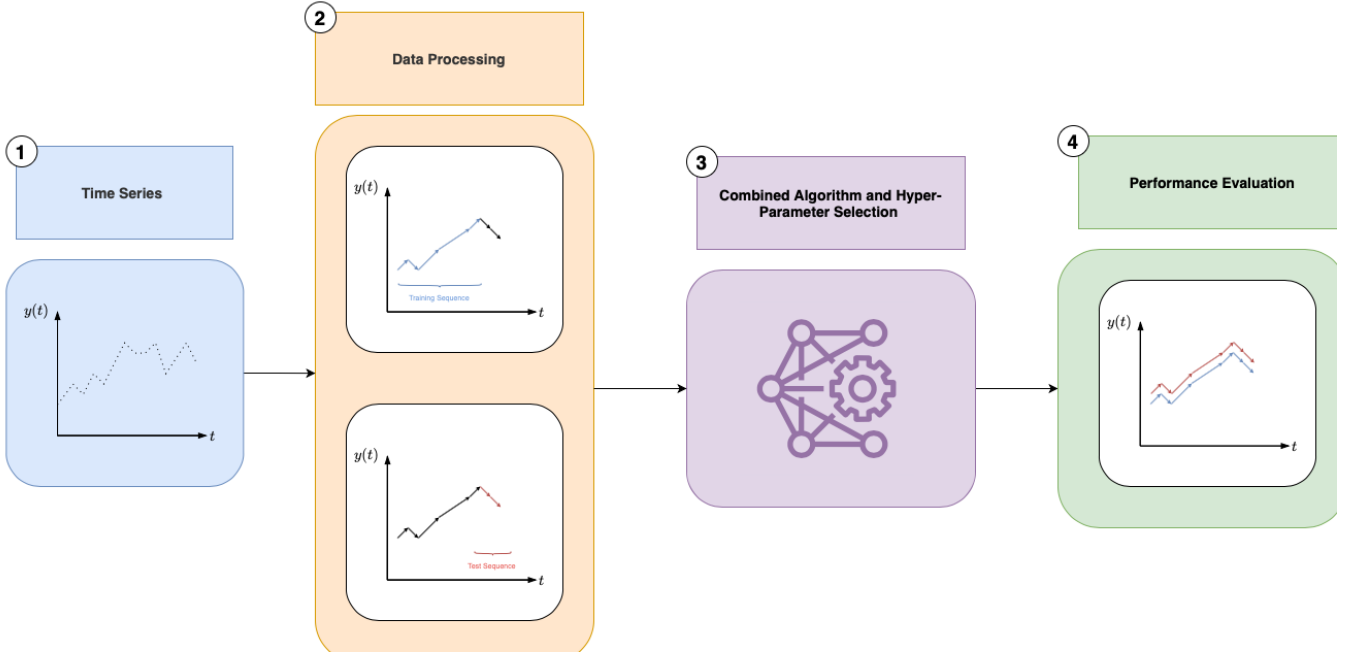 1
Time Series
y(t)
t
2
Data Processing
y(t)
Training Sequence
t
y(t)
Test Sequence
t
3
Combined Algorithm and Hyper-
Parameter Selection
4
Performance Evaluation
y(t)
t